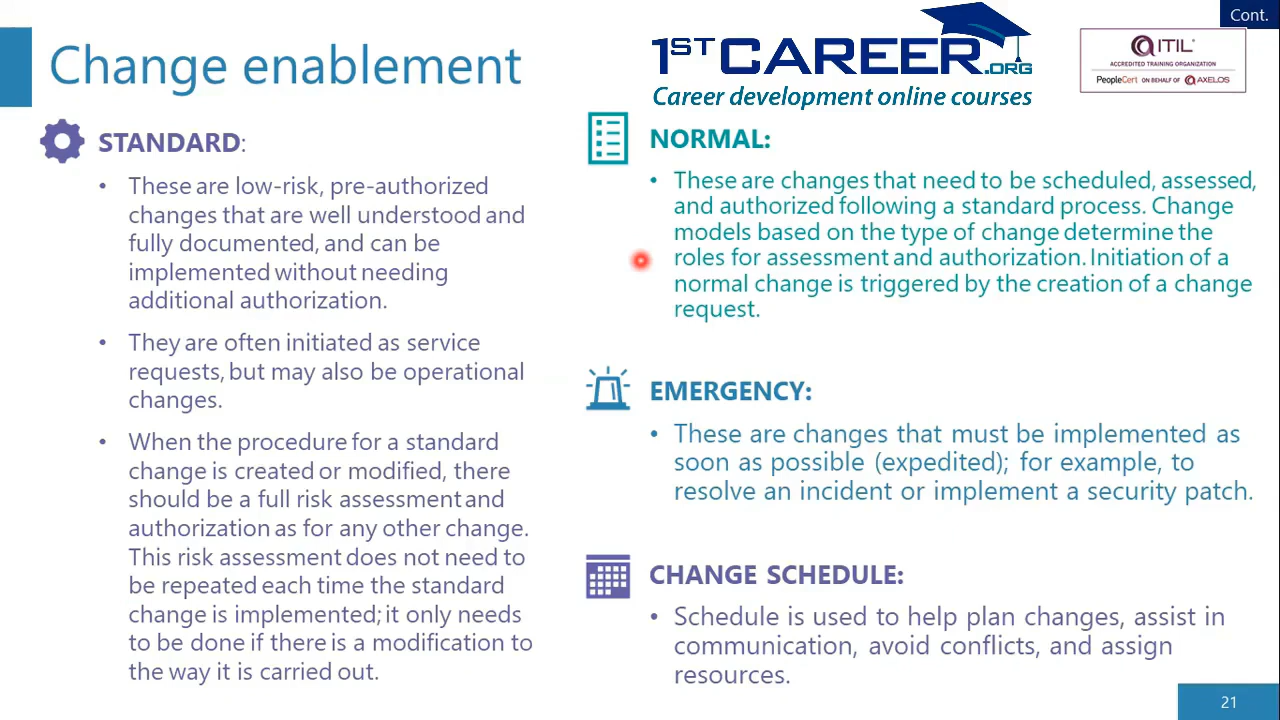 Cont.
Change enablement
1ST CAREER.ORG
Career development online courses
ITIL®
ACCREDITED TRAINING ORGANIZATION
PeopleCert ON BEHALF OF AXELOS
STANDARD:
• These are low-risk, pre-authorized
changes that are well understood and
fully documented, and can be
implemented without needing
additional authorization.
• They are often initiated as service
requests, but may also be operational
changes.
• When the procedure for a standard
change is created or modified, there
should be a full risk assessment and
authorization as for any other change.
This risk assessment does not need to
be repeated each time the standard
change is implemented; it only needs
to be done if there is a modification to
the way it is carried out.
NORMAL:
• These are changes that need to be scheduled, assessed,
and authorized following a standard process. Change
models based on the type of change determine the
roles for assessment and authorization. Initiation of a
normal change is triggered by the creation of a change
request.
EMERGENCY:
• These are changes that must be implemented as
soon as possible (expedited); for example, to
resolve an incident or implement a security patch.
CHANGE SCHEDULE:
• Schedule is used to help plan changes, assist in
communication, avoid conflicts, and assign
resources.
21